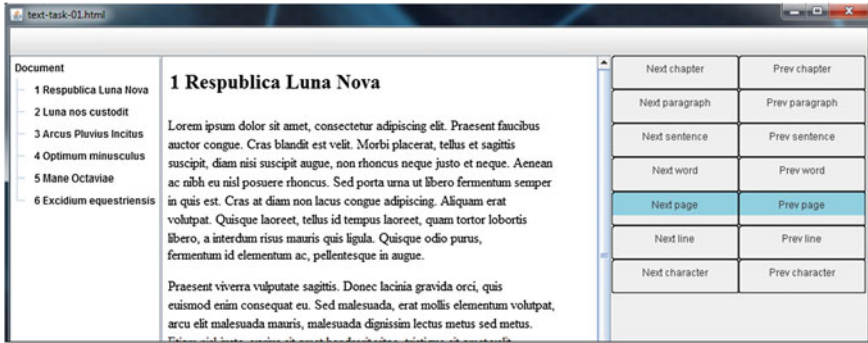 text-task-01.html
Document
1 Respublica Luna Nova
2 Luna nos custodit
3 Arcus Pluvius Incitus
4 Optimum minusculus
5 Mane Octaviae
6 Excidium equestriensis
1 Respublica Luna Nova
Lorem ipsum dolor sit amet, consectetur adipiscing elit. Praesent faucibus
auctor congue. Cras blandit est velit. Morbi placerat, tellus et sagittis
suscipit, diam nisi suscipit augue, non rhoncus neque justo et neque. Aenean
ac nibh eu nisl posuere rhoncus. Sed porta urna ut libero fermentum semper
in quis est. Cras at diam non lacus congue adipiscing. Aliquam erat
volutpat. Quisque laoreet, tellus id tempus laoreet, quam tortor lobortis
libero, a interdum risus mauris quis ligula. Quisque odio purus,
fermentum id elementum ac, pellentesque in augue.
Praesent viverra vulputate sagittis. Donec lacinia gravida orci, quis
euismod enim consequat eu. Sed malesuada, erat mollis elementum volutpat,
arcu elit malesuada mauris, malesuada dignissim lectus metus sed metus.
Next chapter Prev chapter
Next paragraph Prev paragraph
Next sentence Prev sentence
Next word Prev word
Next page Prev page
Next line Prev line
Next character Prev character